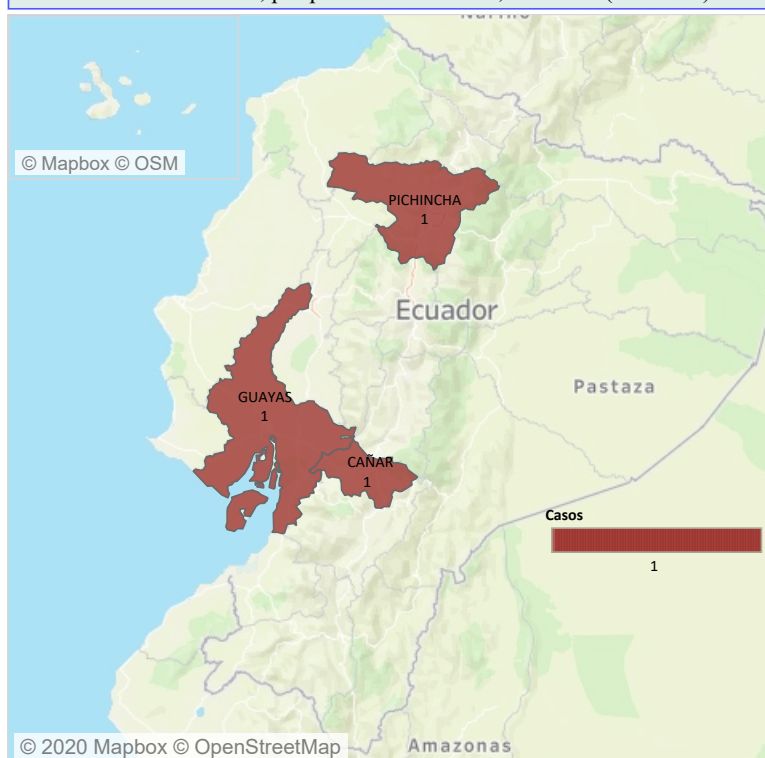 © Mapbox © OSM
PICHINCHA
1
Ecuador
Pastaza
GUAYAS
1
CAÑAR
1
Casos
1
© 2020 Mapbox © OpenStreetMap
Amazonas